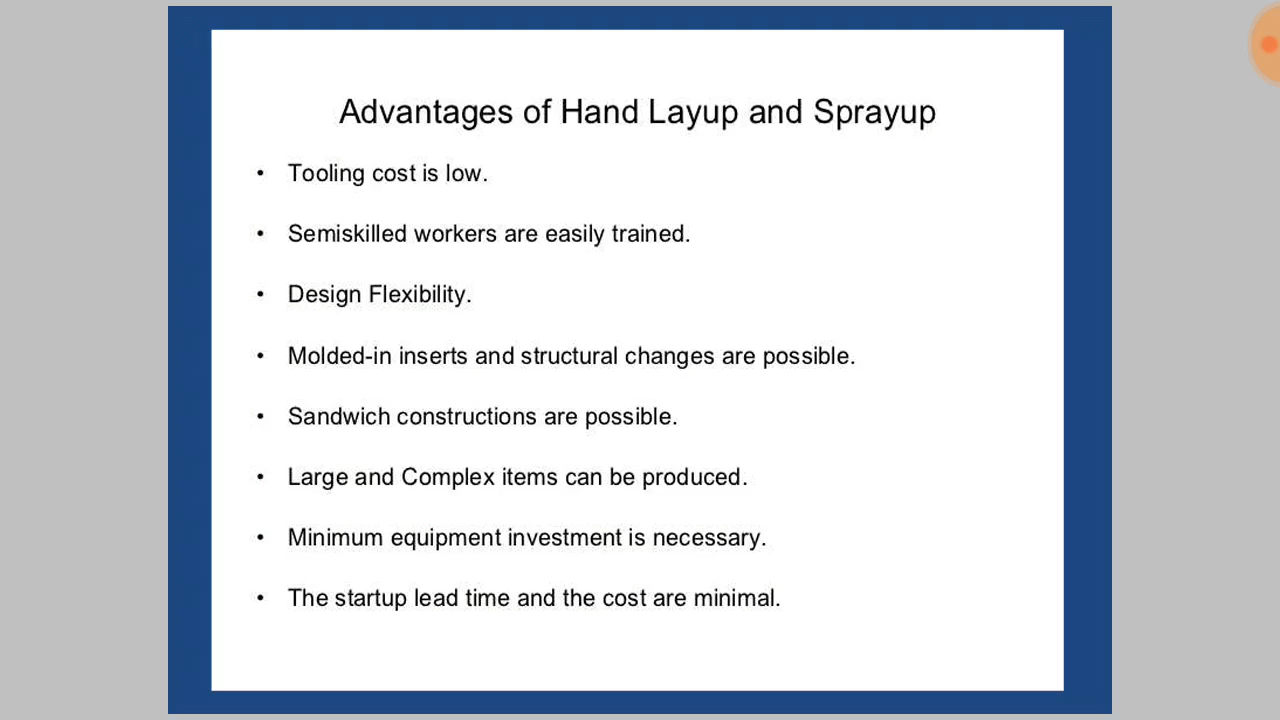 Advantages of Hand Layup and Sprayup
• Tooling cost is low.
• Semiskilled workers are easily trained.
• Design Flexibility.
• Molded-in inserts and structural changes are possible.
• Sandwich constructions are possible.
• Large and Complex items can be produced.
• Minimum equipment investment is necessary.
• The startup lead time and the cost are minimal.